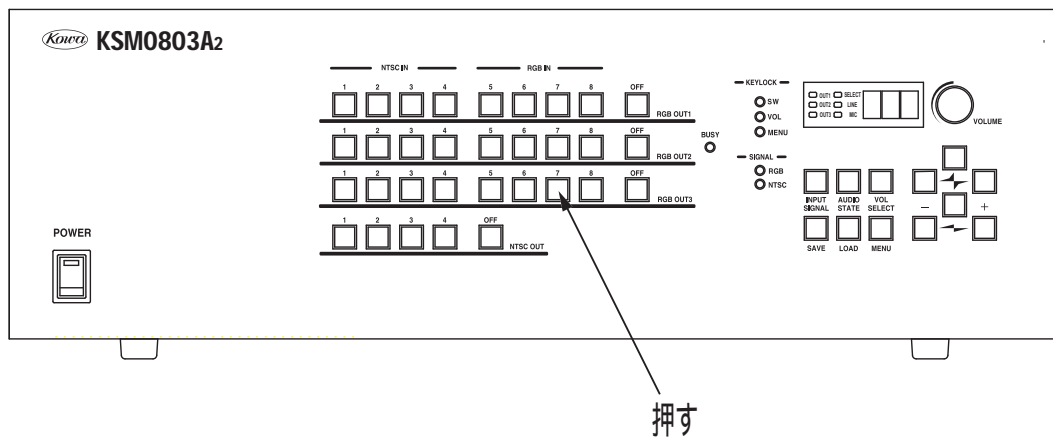 Kowa KSM0803A2
NTSC IN RGB IN
1 2 3 4 5 6 7 8 OFF
RGB OUT1
1 2 3 4 5 6 7 8 OFF
RGB OUT2
1 2 3 4 5 6 7 8 OFF
RGB OUT3
1 2 3 4 OFF
NTSC OUT
POWER
BUSY
KEYLOCK
SW
VOL
MENU
SIGNAL
RGB
NTSC
OUT1 SELECT
OUT2 LINE
OUT3 MIC
VOLUME
INPUT SIGNAL
AUDIO STATE
VOL SELECT
SAVE LOAD MENU
− +
押す